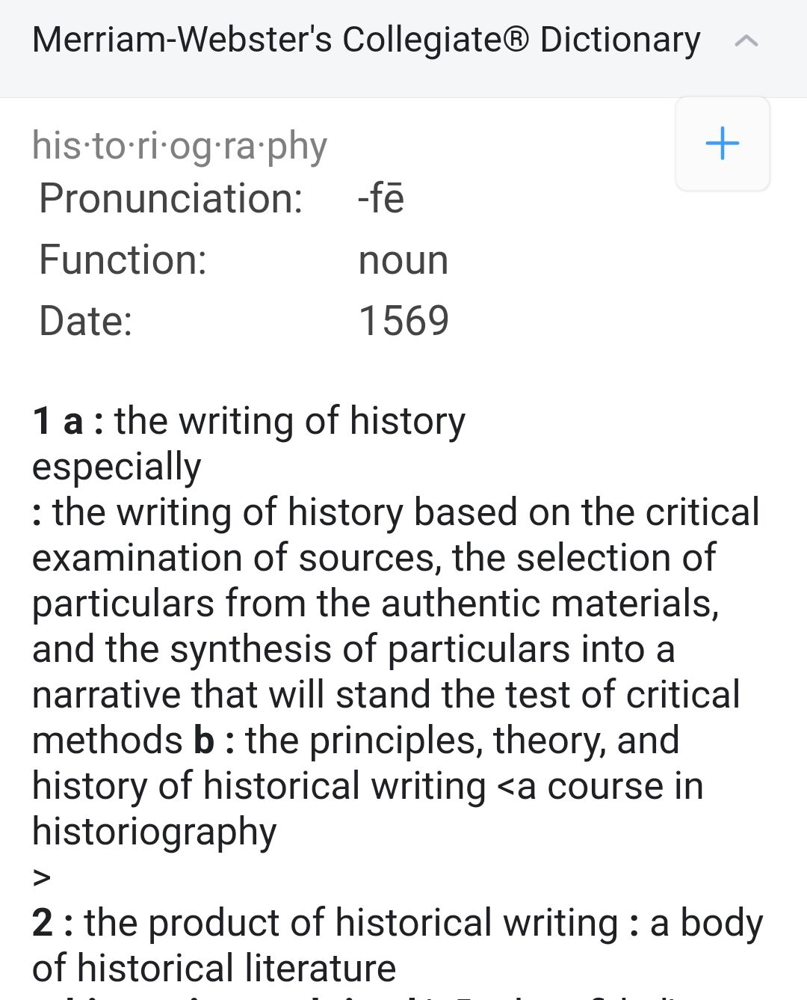 Merriam-Webster's Collegiate® Dictionary
his·to·ri·og·ra·phy
Pronunciation: -fē
Function: noun
Date: 1569
1 a : the writing of history
especially
: the writing of history based on the critical
examination of sources, the selection of
particulars from the authentic materials,
and the synthesis of particulars into a
narrative that will stand the test of critical
methods b : the principles, theory, and
history of historical writing <a course in
historiography
>
2 : the product of historical writing : a body
of historical literature